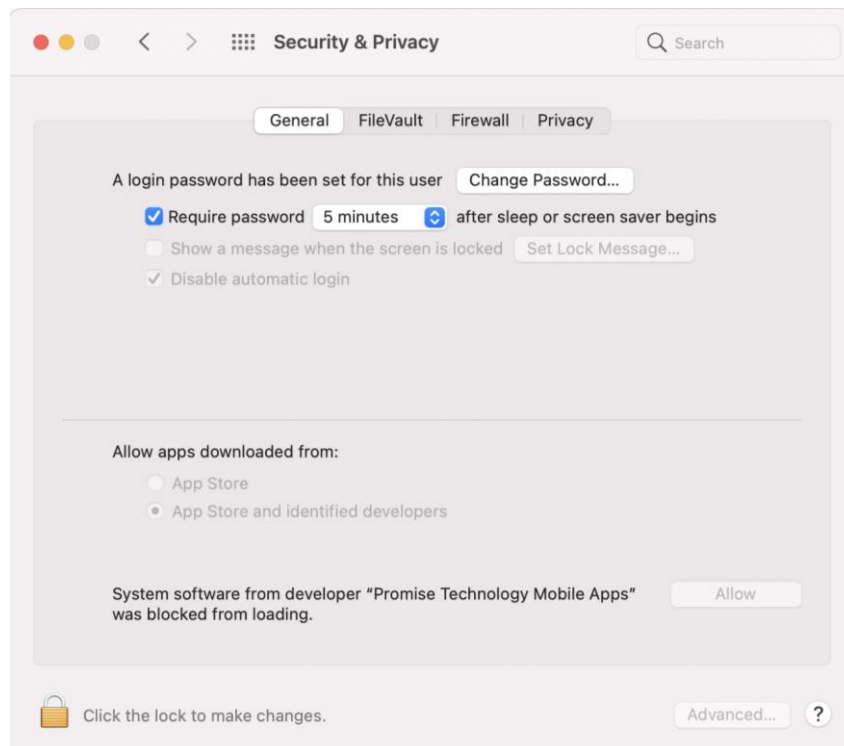 Security & Privacy
Search
General
FileVault
Firewall
Privacy
A login password has been set for this user
Change Password...
Require password
5 minutes
after sleep or screen saver begins
Show a message when the screen is locked
Set Lock Message...
Disable automatic login
Allow apps downloaded from:
App Store
App Store and identified developers
System software from developer “Promise Technology Mobile Apps”
was blocked from loading.
Allow
Click the lock to make changes.
Advanced...
?